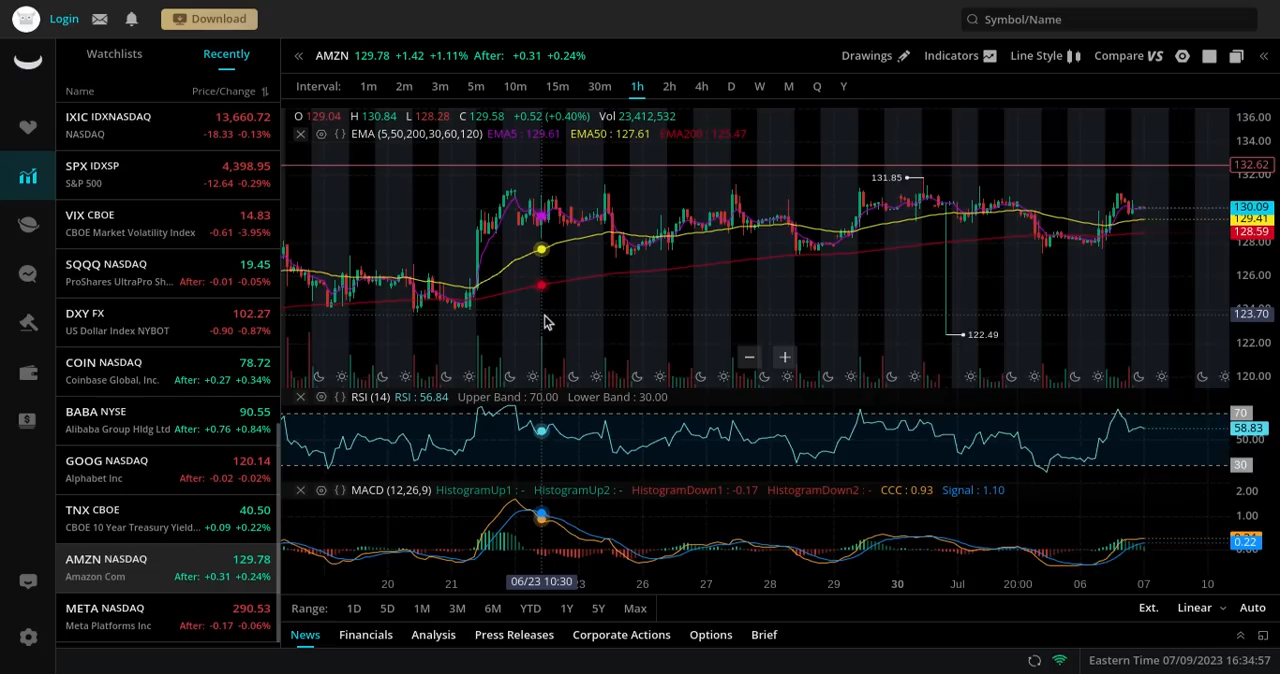 Login
Download
Symbol/Name
Watchlists
Recently
Name
Price/Change
IXIC IDXNASDAQ 13,660.72
NASDAQ -18.33 -0.13%
SPX IDXSP 4,398.95
S&P 500 -12.64 -0.29%
VIX CBOE 14.83
CBOE Market Volatility Index -0.61 -3.95%
SQQQ NASDAQ 19.45
ProShares UltraPro Sh... After: -0.01 -0.05%
DXY FX 102.27
US Dollar Index NYBOT -0.90 -0.87%
COIN NASDAQ 78.72
Coinbase Global, Inc. After: +0.27 +0.34%
BABA NYSE 90.55
Alibaba Group Hldg Ltd After: +0.76 +0.84%
GOOG NASDAQ 120.14
Alphabet Inc After: -0.02 -0.02%
TNX CBOE 40.50
CBOE 10 Year Treasury Yield... +0.09 +0.22%
AMZN NASDAQ 129.78
Amazon Com After: +0.31 +0.24%
META NASDAQ 290.53
Meta Platforms Inc After: -0.17 -0.06%
AMZN 129.78 +1.42 +1.11% After: +0.31 +0.24%
Drawings Indicators Line Style Compare VS
Interval: 1m 2m 3m 5m 10m 15m 30m 1h 2h 4h D W M Q Y
O 129.04 H 130.84 L 128.28 C 129.58 +0.52 (+0.40%) Vol 23,412,532
EMA (5,50,200,30,60,120) EMA5 : 129.61 EMA50 : 127.61 EMA200 : 125.47
131.85
122.49
136.00
134.00
132.62
132.00
130.09
129.41
128.59
128.00
126.00
123.70
122.00
120.00
RSI (14) RSI : 56.84 Upper Band : 70.00 Lower Band : 30.00
70
58.83
50.00
30
MACD (12,26,9) HistogramUp1 : - HistogramUp2 : - HistogramDown1 : -0.17 HistogramDown2 : - CCC : 0.93 Signal : 1.10
2.00
1.00
0.22
20 21 06/23 10:30 26 27 28 29 30 Jul 20:00 06 07 10
Range: 1D 5D 1M 3M 6M YTD 1Y 5Y Max
Ext. Linear Auto
News Financials Analysis Press Releases Corporate Actions Options Brief
Eastern Time 07/09/2023 16:34:57